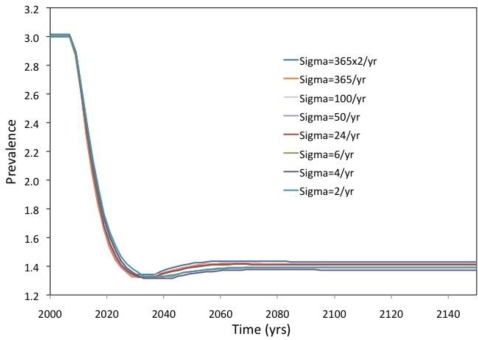 3.2
3.0
2.8
2.6
2.4
2.2
2.0
1.8
1.6
1.4
1.2
Prevalence
Sigma=365x2/yr
Sigma=365/yr
Sigma=100/yr
Sigma=50/yr
Sigma=24/yr
Sigma=6/yr
Sigma=4/yr
Sigma=2/yr
2000 2020 2040 2060 2080 2100 2120 2140
Time (yrs)